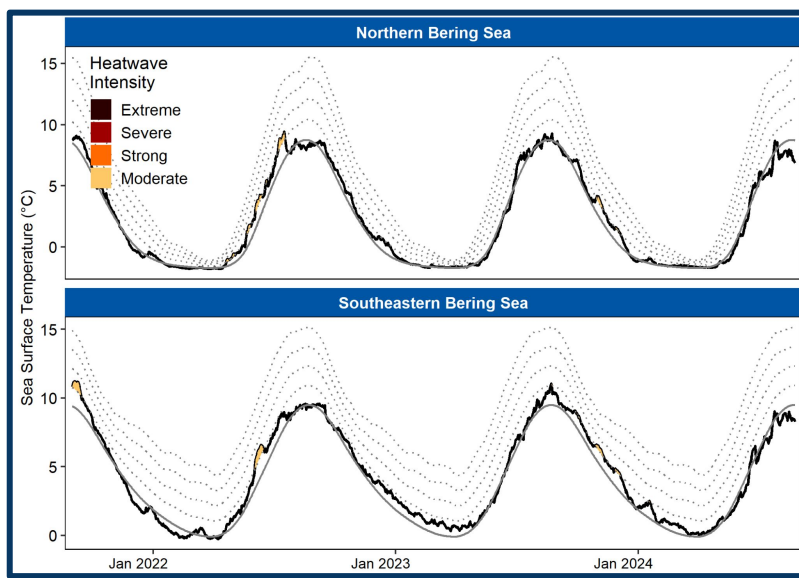 Northern Bering Sea
Heatwave
Intensity
Extreme
Severe
Strong
Moderate
15
10
5
0
Sea Surface Temperature (°C)
Southeastern Bering Sea
15
10
5
0
Jan 2022
Jan 2023
Jan 2024